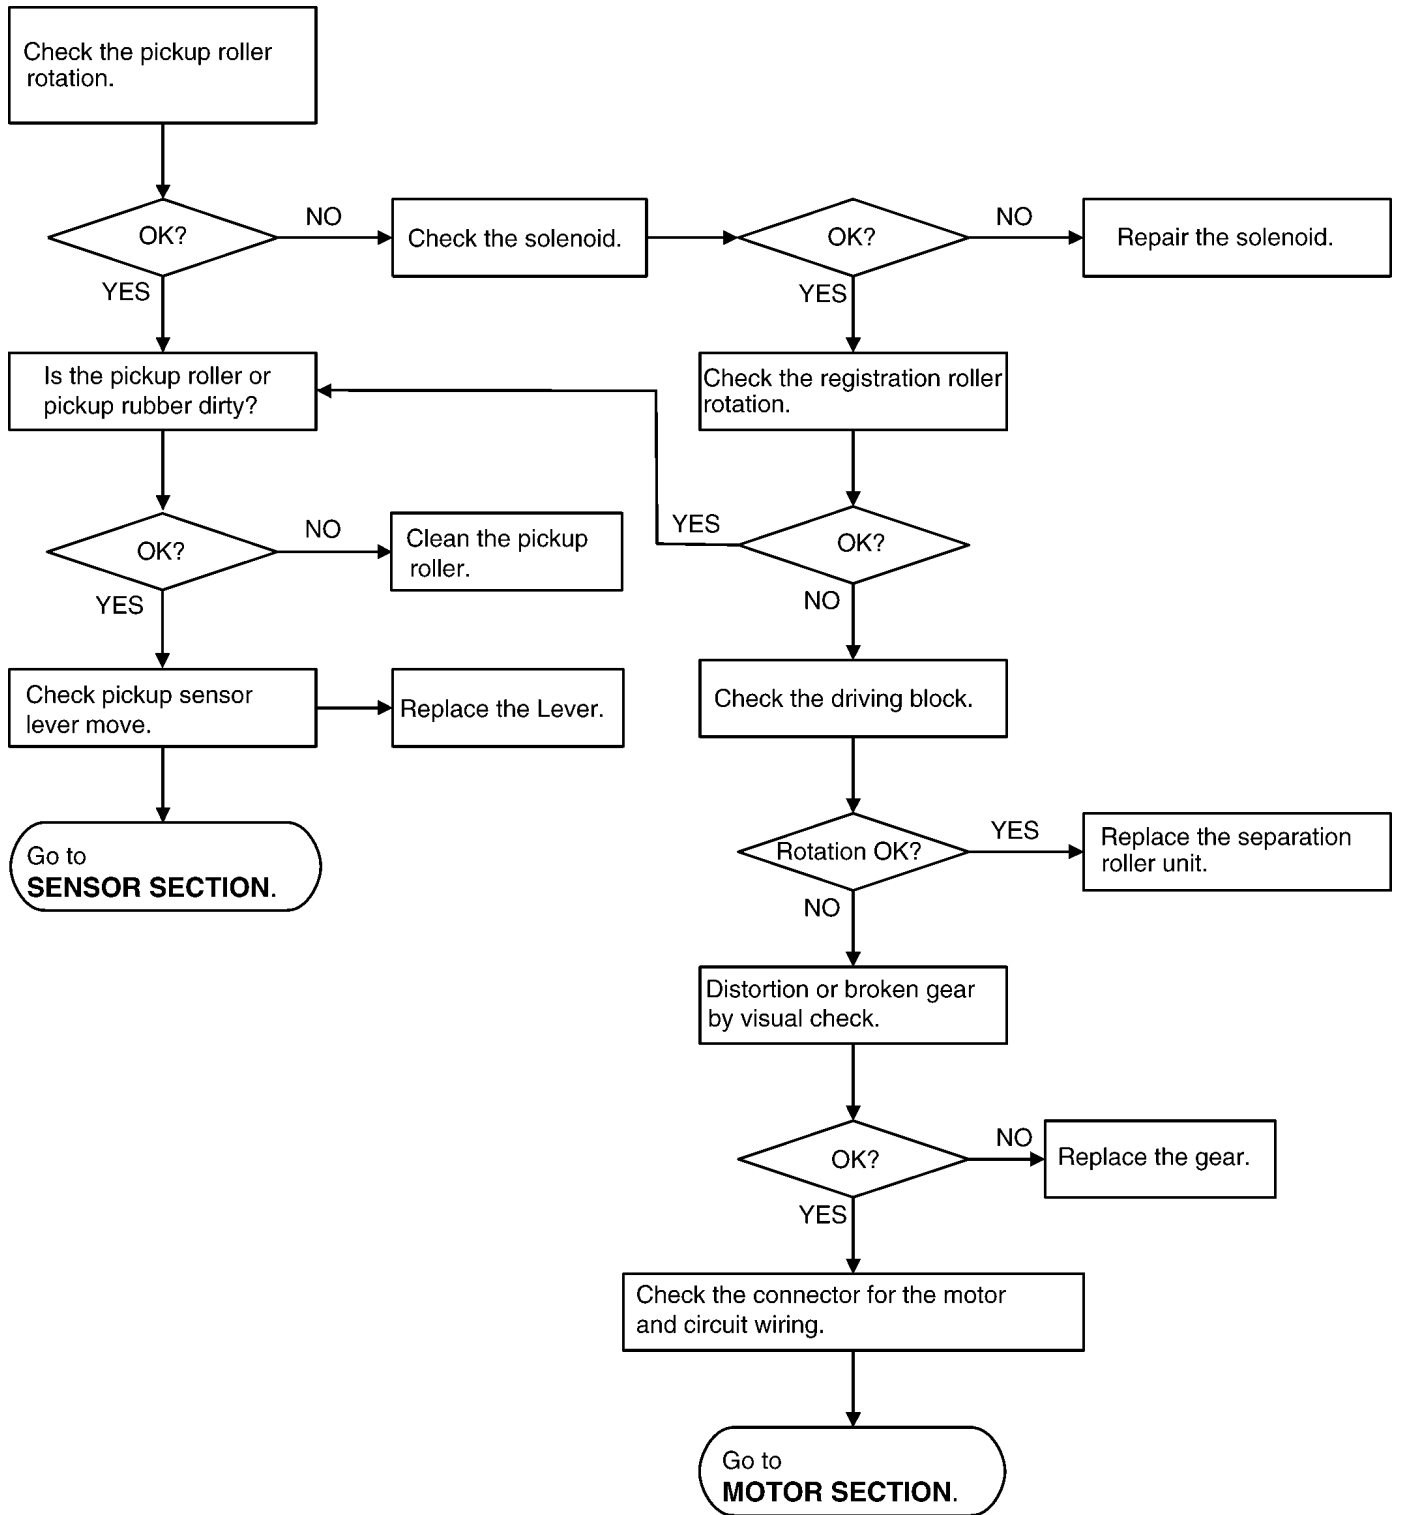 Check the pickup roller
rotation.
OK?
NO
Check the solenoid.
OK?
NO
Repair the solenoid.
YES
YES
Is the pickup roller or
pickup rubber dirty?
Check the registration roller
rotation.
OK?
NO
Clean the pickup
roller.
YES
OK?
YES
NO
Check pickup sensor
lever move.
Replace the Lever.
Check the driving block.
Go to
SENSOR SECTION.
Rotation OK?
YES
Replace the separation
roller unit.
NO
Distortion or broken gear
by visual check.
OK?
NO
Replace the gear.
YES
Check the connector for the motor
and circuit wiring.
Go to
MOTOR SECTION.